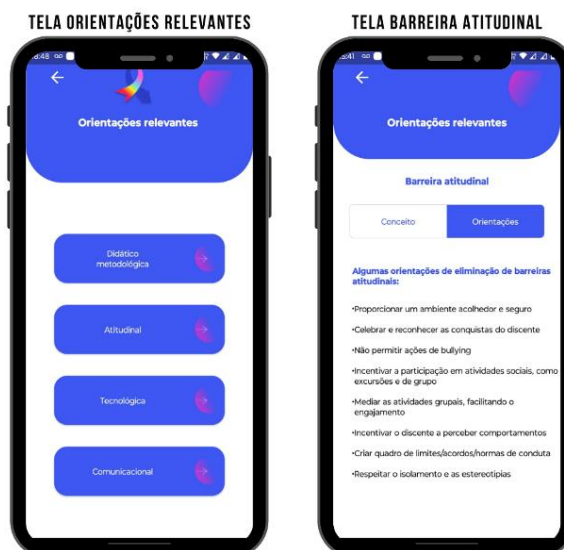 TELA ORIENTAÇÕES RELEVANTES
Orientações relevantes
Didático
metodológica
Atitudinal
Tecnológica
Comunicacional
TELA BARREIRA ATITUDINAL
Orientações relevantes
Barreira atitudinal
Conceito
Orientações
Algumas orientações de eliminação de barreiras
atitudinais:
•Proporcionar um ambiente acolhedor e seguro
•Celebrar e reconhecer as conquistas do discente
•Não permitir ações de bullying
•Incentivar a participação em atividades sociais, como
excursões e de grupo
•Mediar as atividades grupais, facilitando o
engajamento
•Incentivar o discente a perceber comportamentos
•Criar quadro de limites/acordos/normas de conduta
•Respeitar o isolamento e as estereotipias